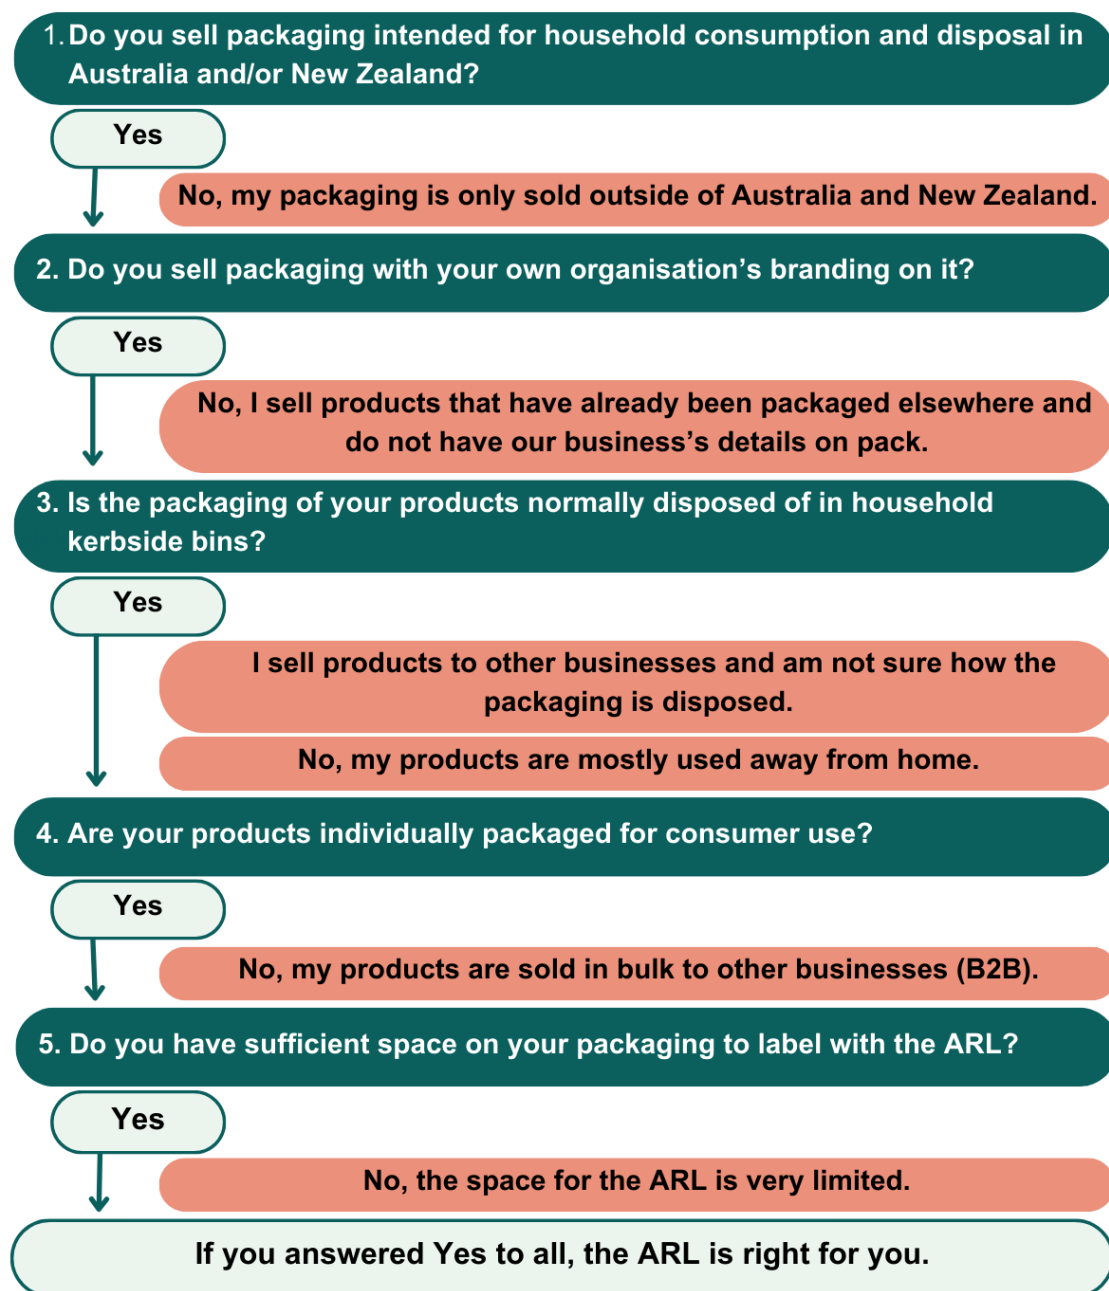 1. Do you sell packaging intended for household consumption and disposal in
Australia and/or New Zealand?
Yes
No, my packaging is only sold outside of Australia and New Zealand.
2. Do you sell packaging with your own organisation’s branding on it?
Yes
No, I sell products that have already been packaged elsewhere and
do not have our business’s details on pack.
3. Is the packaging of your products normally disposed of in household
kerbside bins?
Yes
I sell products to other businesses and am not sure how the
packaging is disposed.
No, my products are mostly used away from home.
4. Are your products individually packaged for consumer use?
Yes
No, my products are sold in bulk to other businesses (B2B).
5. Do you have sufficient space on your packaging to label with the ARL?
Yes
No, the space for the ARL is very limited.
If you answered Yes to all, the ARL is right for you.